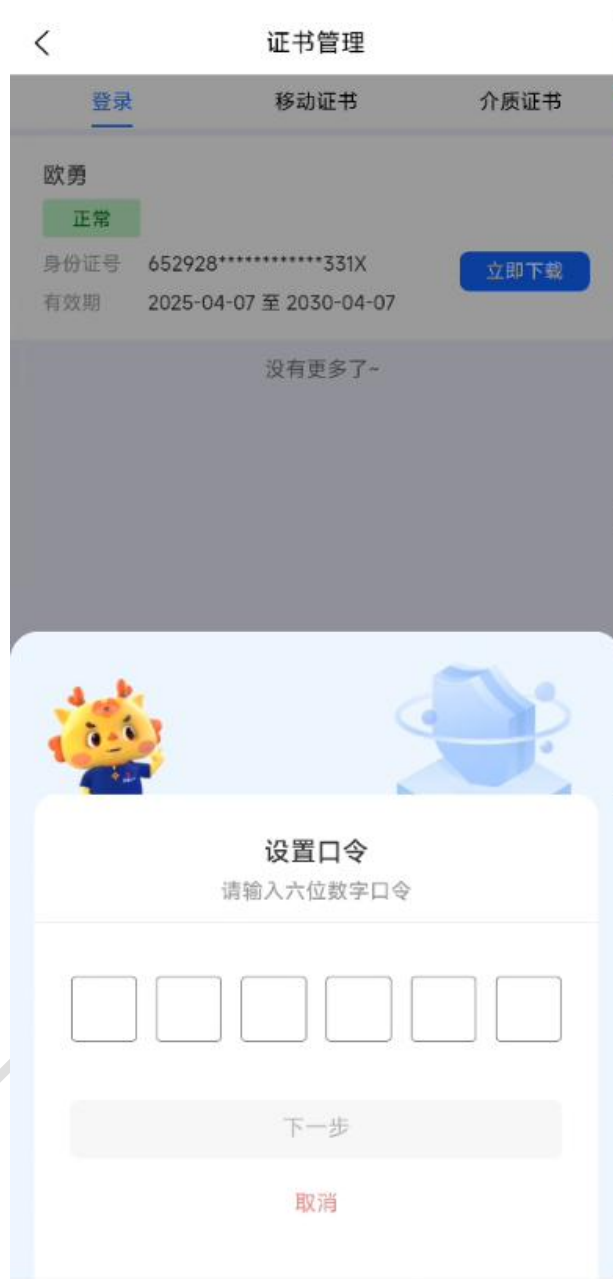 证书管理
登录 移动证书 介质证书
欧勇
正常
身份证号 652928************331X 立即下载
有效期 2025-04-07 至 2030-04-07
没有更多了~
设置口令
请输入六位数字口令
下一步
取消